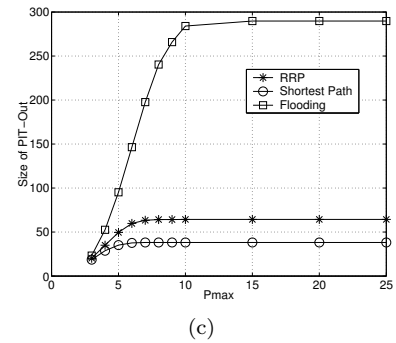 300
250
200
150
100
50
0
Size of PIT-Out
RRP
Shortest Path
Flooding
0 5 10 15 20 25
Pmax
(c)